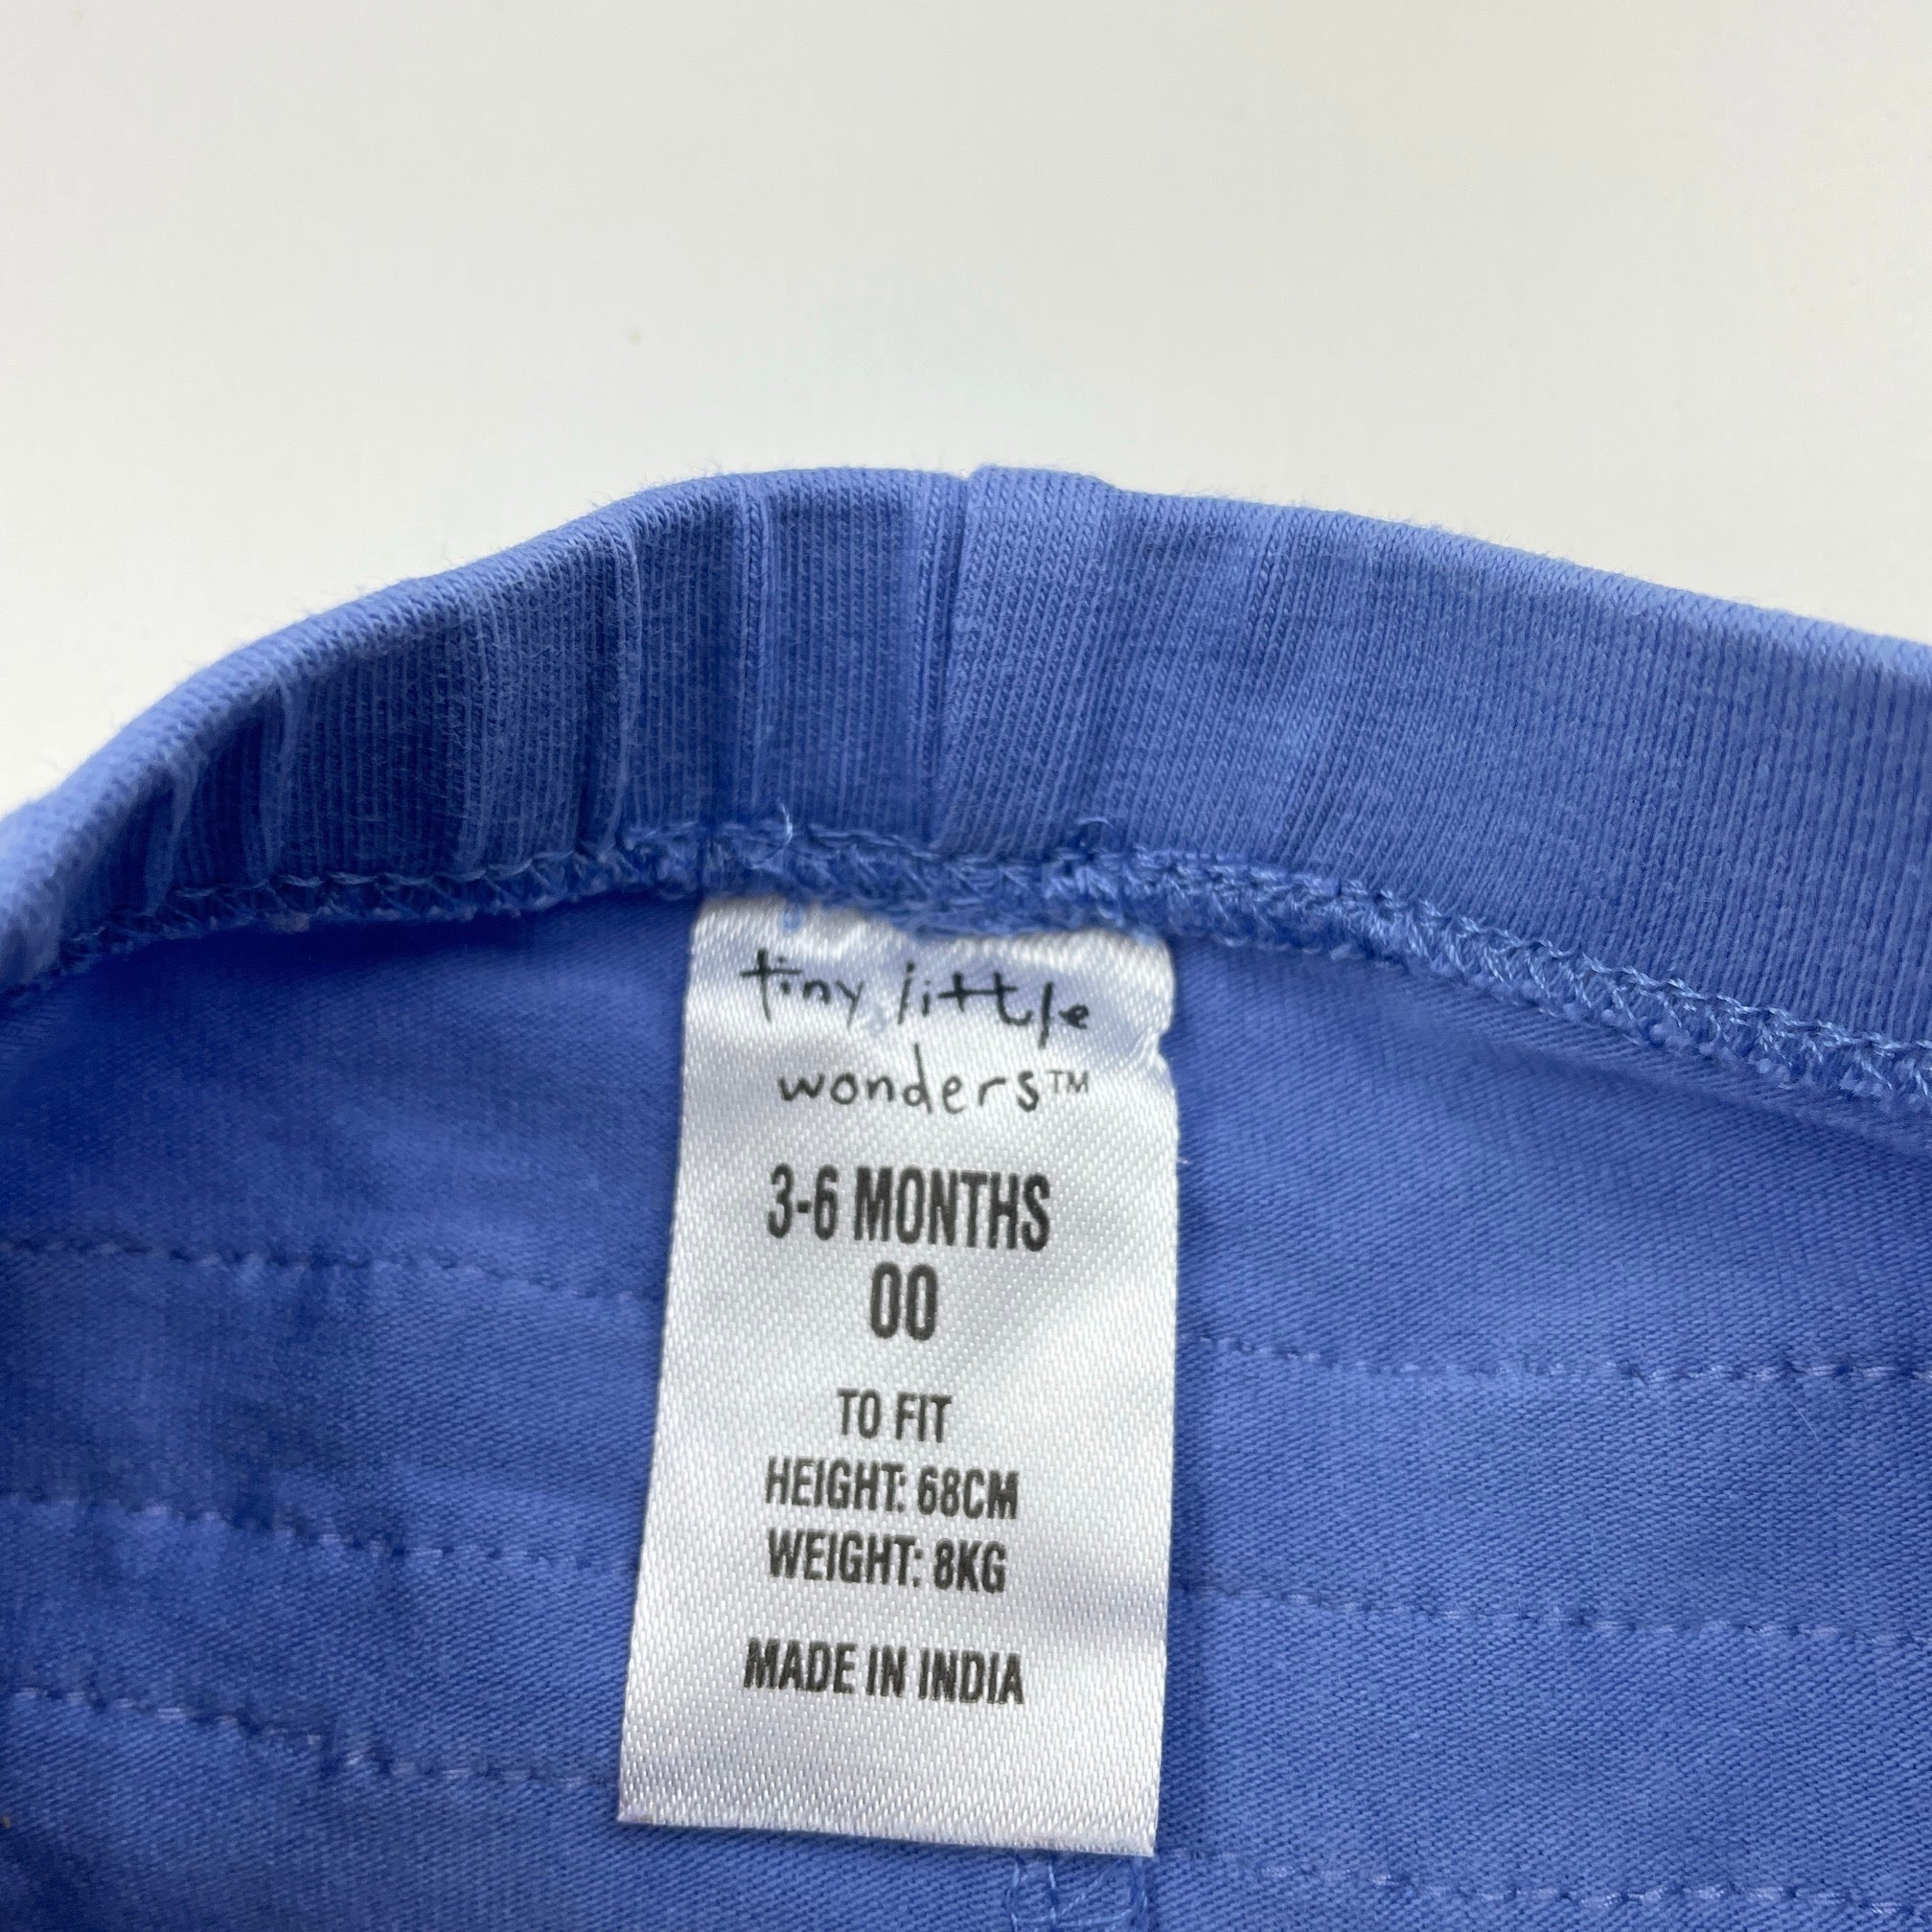 tiny little
wonders™
3-6 MONTHS
00
TO FIT
HEIGHT: 68CM
WEIGHT: 8KG
MADE IN INDIA